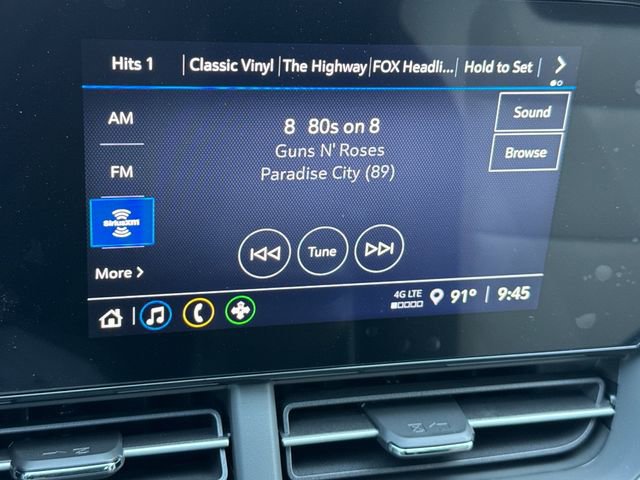 Hits 1 Classic Vinyl The Highway FOX Headli... Hold to Set
AM
8 80s on 8
Sound
Guns N' Roses
Browse
FM
Paradise City (89)
SiriusXM
Tune
More
4G LTE 91° 9:45